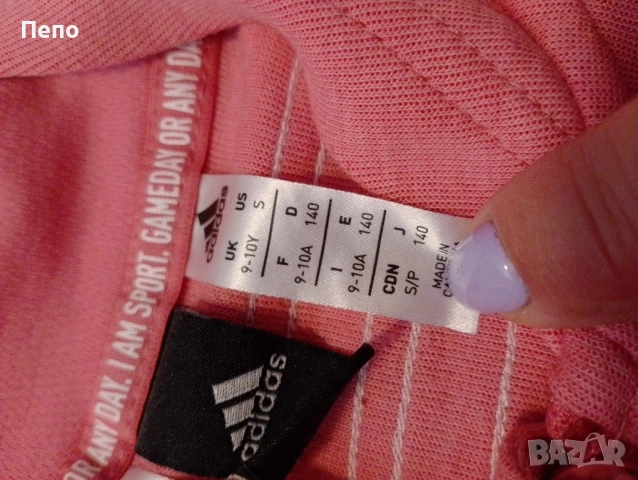 Пепо
OR ANY DAY. I AM SPORT. GAMEDAY OR ANY DAY
adidas
UK 9-10Y
US S
F 9-10A
D 140
I 9-10A
E 140
CDN S/P
J 140
MADE IN
adidas
BAZAR